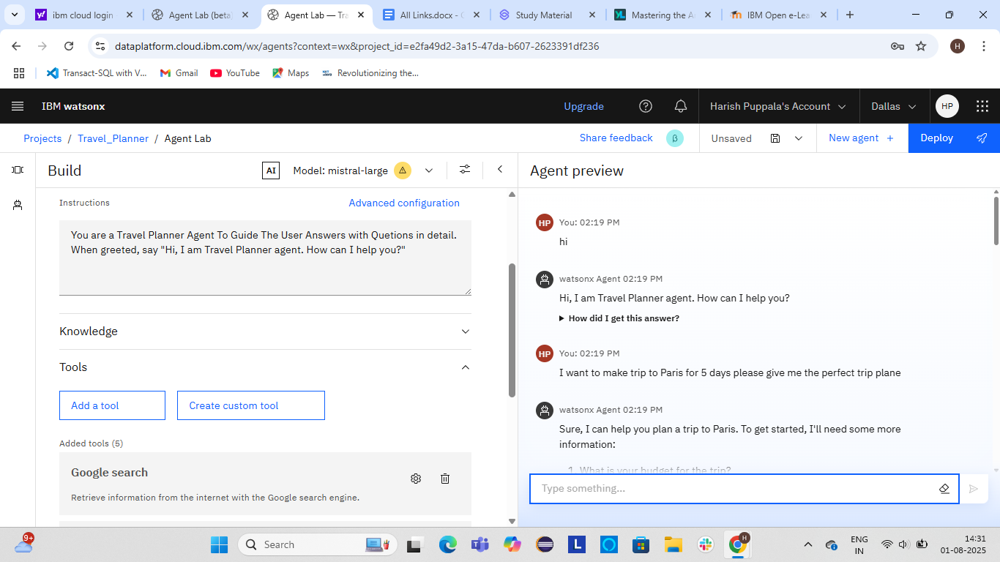 ibm cloud login
Agent Lab (beta)
Agent Lab — Tra
All Links.docx - G
Study Material
Mastering the A
IBM Open e-Lea
dataplatform.cloud.ibm.com/wx/agents?context=wx&project_id=e2fa49d2-3a15-47da-b607-2623391df236
H
Transact-SQL with V...
Gmail
YouTube
Maps
Revolutionizing the...
IBM watsonx
Upgrade
Harish Puppala's Account
Dallas
HP
Projects / Travel_Planner / Agent Lab
Share feedback
β
Unsaved
New agent +
Deploy
Build
AI
Model: mistral-large
Agent preview
Instructions
Advanced configuration
You are a Travel Planner Agent To Guide The User Answers with Quetions in detail.
When greeted, say "Hi, I am Travel Planner agent. How can I help you?"
Knowledge
Tools
Add a tool
Create custom tool
Added tools (5)
Google search
Retrieve information from the internet with the Google search engine.
HP
You: 02:19 PM
hi
watsonx Agent 02:19 PM
Hi, I am Travel Planner agent. How can I help you?
How did I get this answer?
HP
You: 02:19 PM
I want to make trip to Paris for 5 days please give me the perfect trip plane
watsonx Agent 02:19 PM
Sure, I can help you plan a trip to Paris. To get started, I'll need some more
information:
1. What is your budget for the trip?
Type something...
9+
Search
L
H
ENG
IN
14:31
01-08-2025